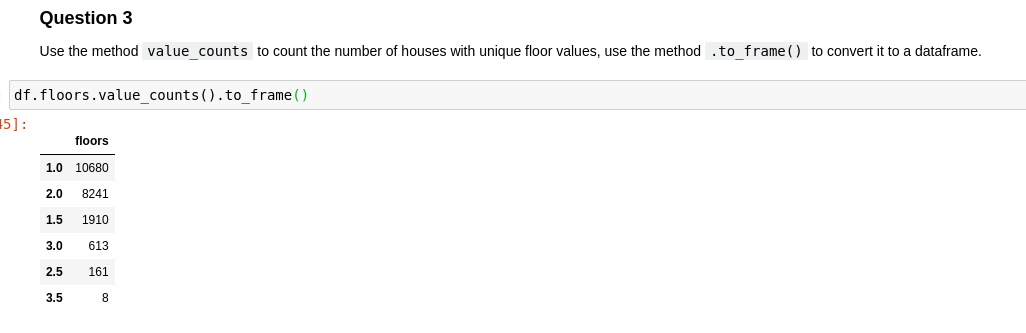 Question 3
Use the method value_counts to count the number of houses with unique floor values, use the method .to_frame() to convert it to a dataframe.
df.floors.value_counts().to_frame()
45]:
floors
1.0 10680
2.0 8241
1.5 1910
3.0 613
2.5 161
3.5 8